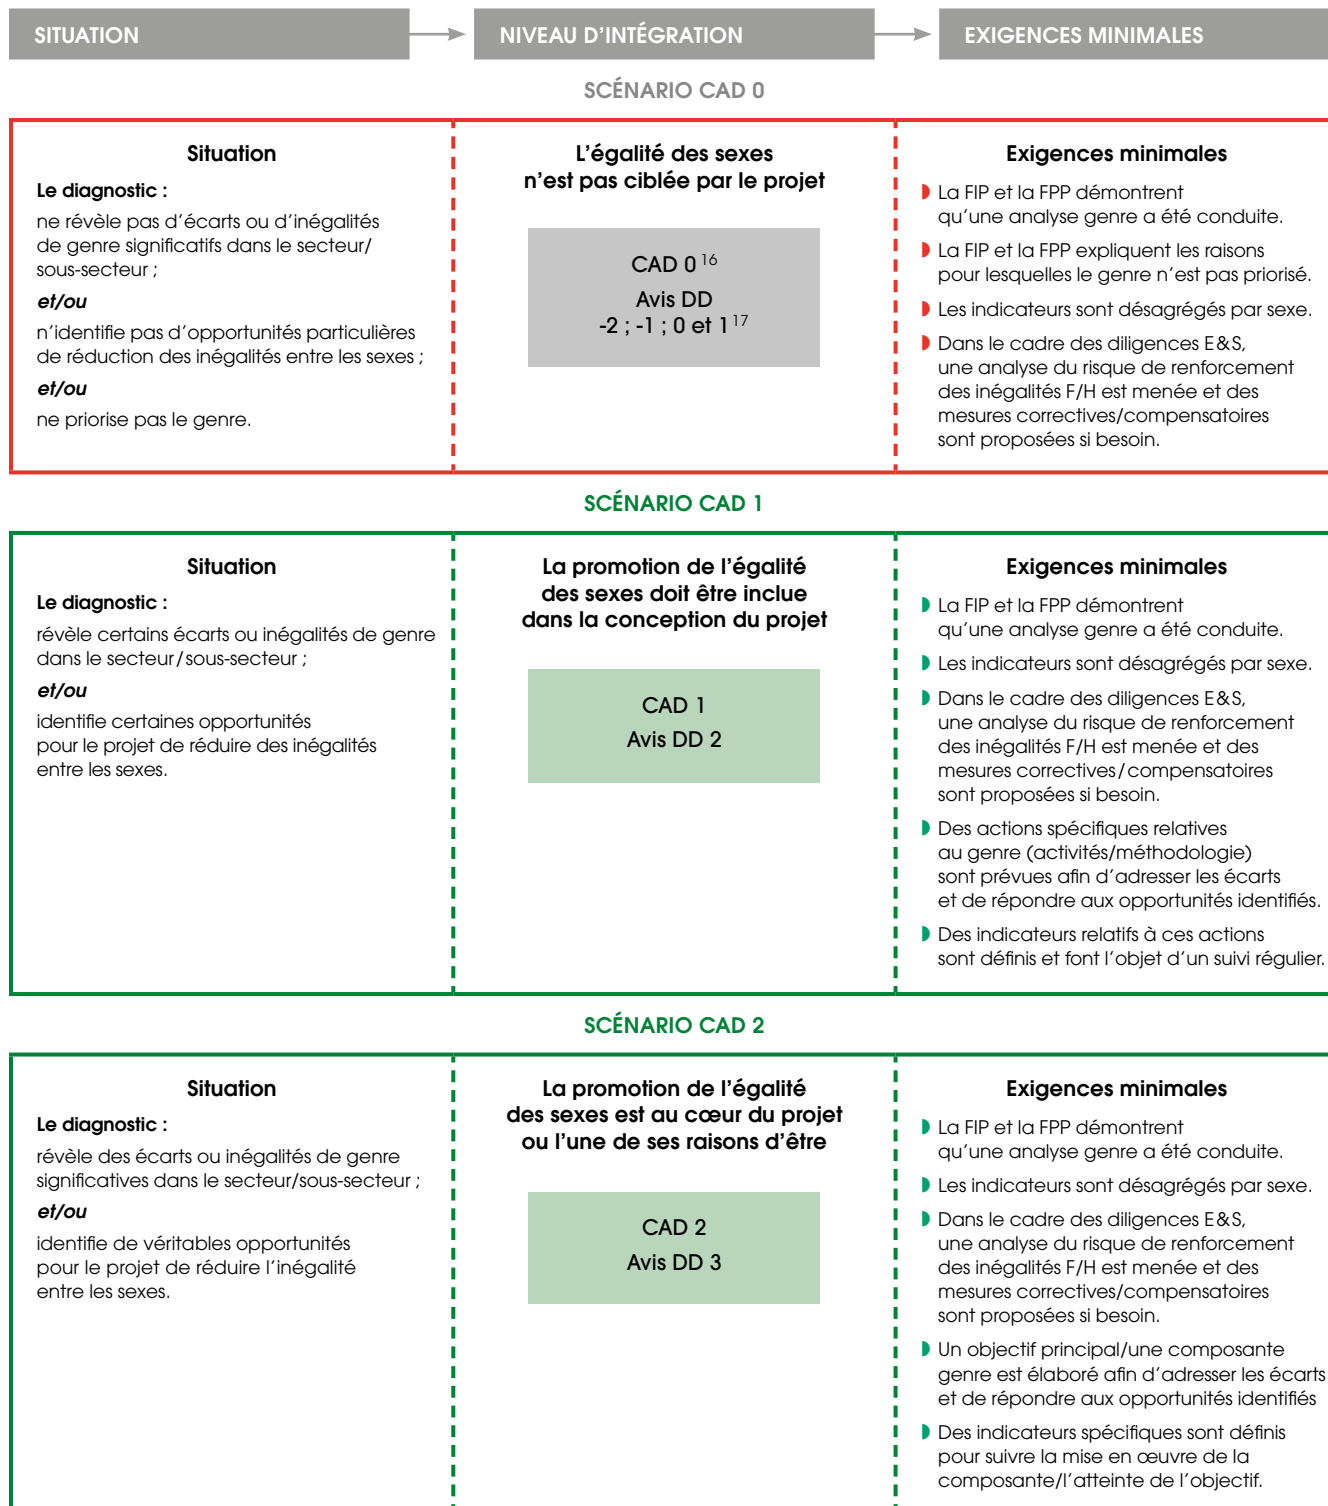 SITUATION
NIVEAU D'INTÉGRATION
EXIGENCES MINIMALES
SCÉNARIO CAD 0
Situation
Le diagnostic :
ne révèle pas d'écarts ou d'inégalités
de genre significatifs dans le secteur/
sous-secteur ;
et/ou
n'identifie pas d'opportunités particulières
de réduction des inégalités entre les sexes ;
et/ou
ne priorise pas le genre.
L'égalité des sexes
n'est pas ciblée par le projet
CAD 0 16
Avis DD
-2 ; -1 ; 0 et 1 17
Exigences minimales
La FIP et la FPP démontrent
qu'une analyse genre a été conduite.
La FIP et la FPP expliquent les raisons
pour lesquelles le genre n'est pas priorisé.
Les indicateurs sont désagrégés par sexe.
Dans le cadre des diligences E&S,
une analyse du risque de renforcement
des inégalités F/H est menée et des
mesures correctives/compensatoires
sont proposées si besoin.
SCÉNARIO CAD 1
Situation
Le diagnostic :
révèle certains écarts ou inégalités de genre
dans le secteur/sous-secteur ;
et/ou
identifie certaines opportunités
pour le projet de réduire des inégalités
entre les sexes.
La promotion de l'égalité
des sexes doit être inclue
dans la conception du projet
CAD 1
Avis DD 2
Exigences minimales
La FIP et la FPP démontrent
qu'une analyse genre a été conduite.
Les indicateurs sont désagrégés par sexe.
Dans le cadre des diligences E&S,
une analyse du risque de renforcement
des inégalités F/H est menée et des
mesures correctives/compensatoires
sont proposées si besoin.
Des actions spécifiques relatives
au genre (activités/méthodologie)
sont prévues afin d'adresser les écarts
et de répondre aux opportunités identifiés.
Des indicateurs relatifs à ces actions
sont définis et font l'objet d'un suivi régulier.
SCÉNARIO CAD 2
Situation
Le diagnostic :
révèle des écarts ou inégalités de genre
significatives dans le secteur/sous-secteur ;
et/ou
identifie de véritables opportunités
pour le projet de réduire l'inégalité
entre les sexes.
La promotion de l'égalité
des sexes est au cœur du projet
ou l'une de ses raisons d'être
CAD 2
Avis DD 3
Exigences minimales
La FIP et la FPP démontrent
qu'une analyse genre a été conduite.
Les indicateurs sont désagrégés par sexe.
Dans le cadre des diligences E&S,
une analyse du risque de renforcement
des inégalités F/H est menée et des
mesures correctives/compensatoires
sont proposées si besoin.
Un objectif principal/une composante
genre est élaboré afin d'adresser les écarts
et de répondre aux opportunités identifiés
Des indicateurs spécifiques sont définis
pour suivre la mise en œuvre de la
composante/l'atteinte de l'objectif.